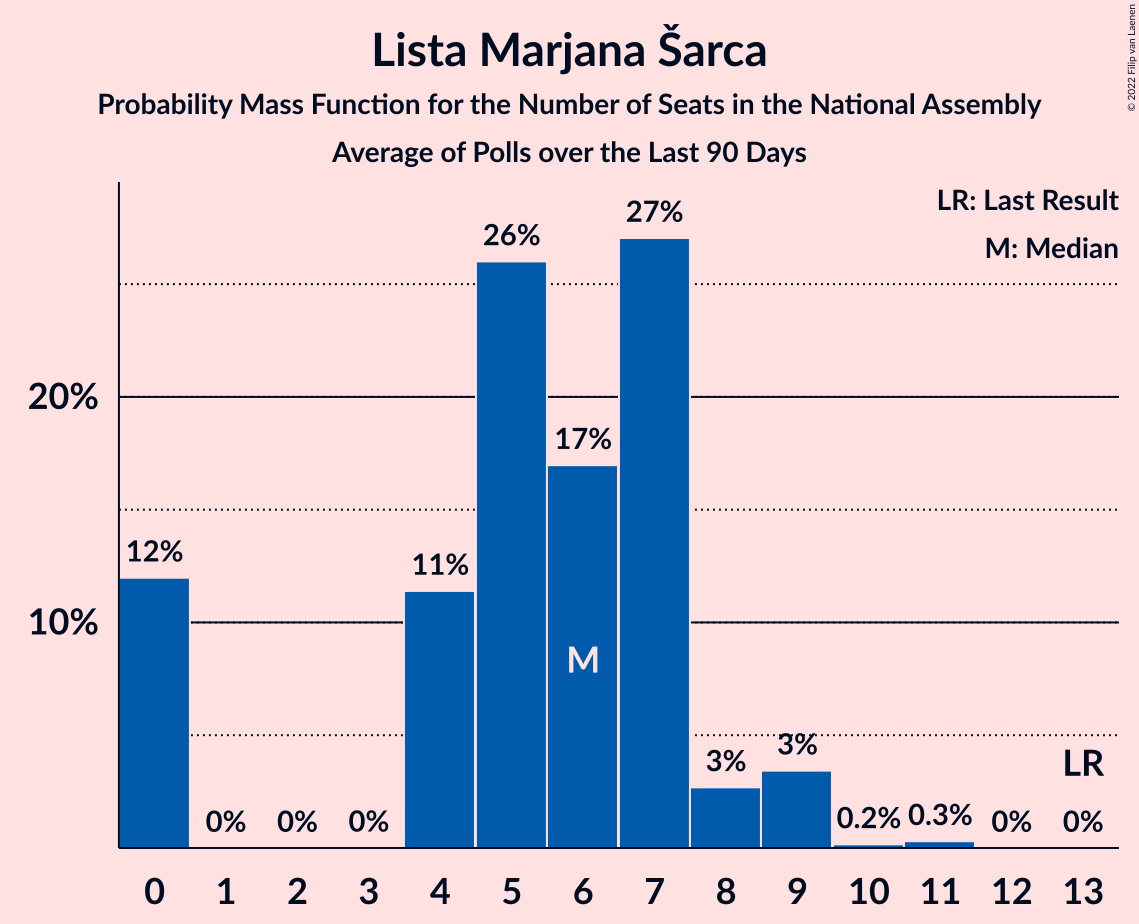 Lista Marjana Šarca
Probability Mass Function for the Number of Seats in the National Assembly
Average of Polls over the Last 90 Days
© 2022 Filip van Laenen
LR: Last Result
M: Median
27%
26%
20%
17%
12%
11%
10%
M
3%
3%
LR
0%
0%
0%
0.2%
0.3%
0%
0%
0 1 2 3 4 5 6 7 8 9 10 11 12 13